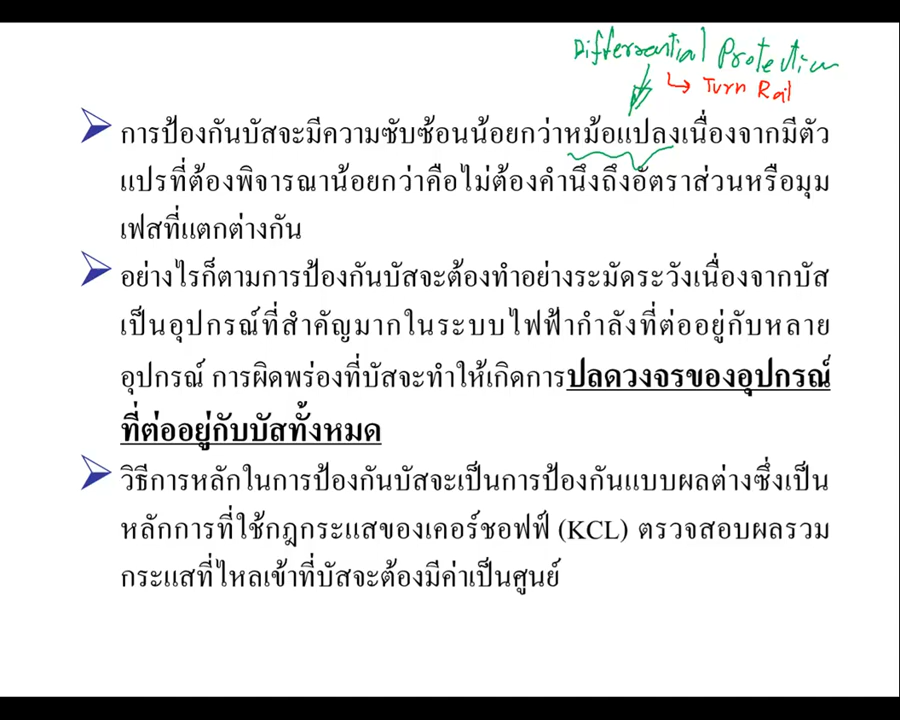 Differential Protection
↳ Turn Rat
การป้องกันบัสจะมีความซับซ้อนน้อยกว่าหม้อแปลงเนื่องจากมีตัว
แปรที่ต้องพิจารณาน้อยกว่าคือไม่ต้องคำนึงถึงอัตราส่วนหรือมุม
เฟสที่แตกต่างกัน
อย่างไรก็ตามการป้องกันบัสจะต้องทำอย่างระมัดระวังเนื่องจากบัส
เป็นอุปกรณ์ที่สำคัญมากในระบบไฟฟ้ากำลังที่ต่ออยู่กับหลาย
อุปกรณ์ การผิดพร่องที่บัสจะทำให้เกิดการปลดวงจรของอุปกรณ์
ที่ต่ออยู่กับบัสทั้งหมด
วิธีการหลักในการป้องกันบัสจะเป็นการป้องกันแบบผลต่างซึ่งเป็น
หลักการที่ใช้กฎกระแสของเคอร์ชอฟฟ์ (KCL) ตรวจสอบผลรวม
กระแสที่ไหลเข้าที่บัสจะต้องมีค่าเป็นศูนย์